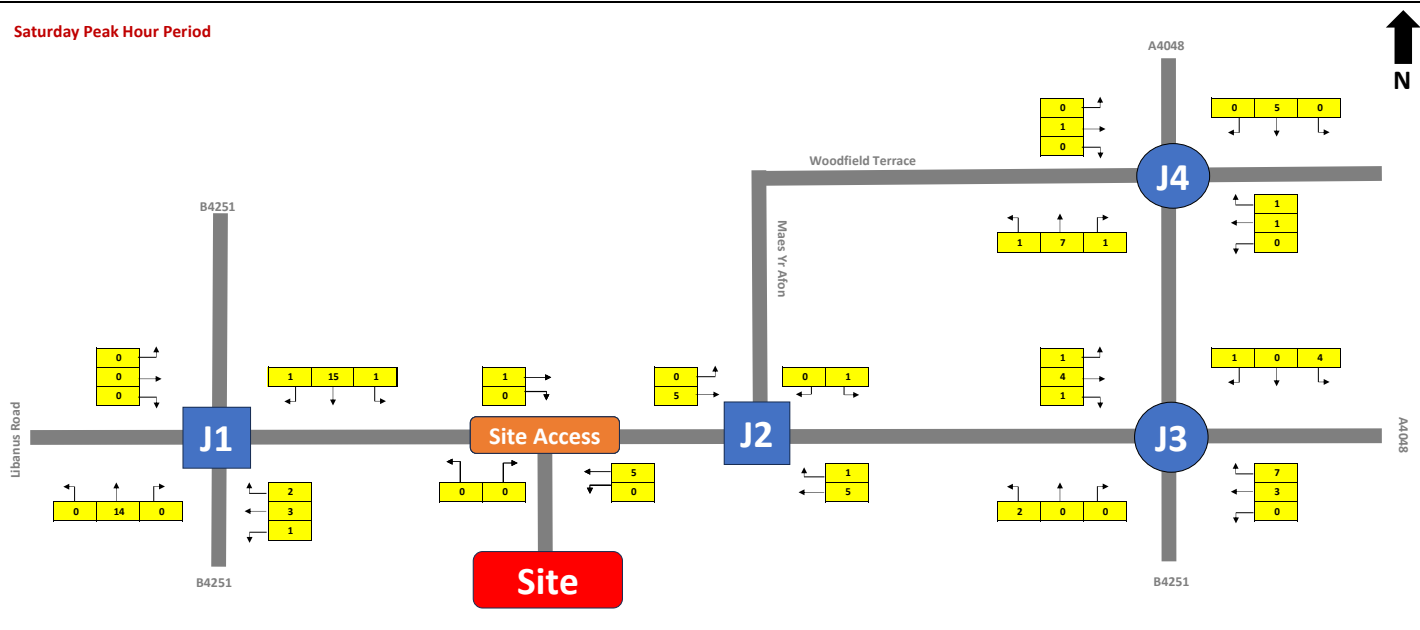 Saturday Peak Hour Period
N
A4048
0
1
0
0 5 0
Woodfield Terrace
J4
1
1
0
1 7 1
B4251
Maes Yr Afon
0
0
0
1 15 1
1
0
0
5
0 1
1
4
1
1 0 4
Libanus Road
J1
Site Access
J2
J3
A4048
0 14 0
2
3
1
0 0
5
0
1
5
2 0 0
7
3
0
B4251
Site
B4251